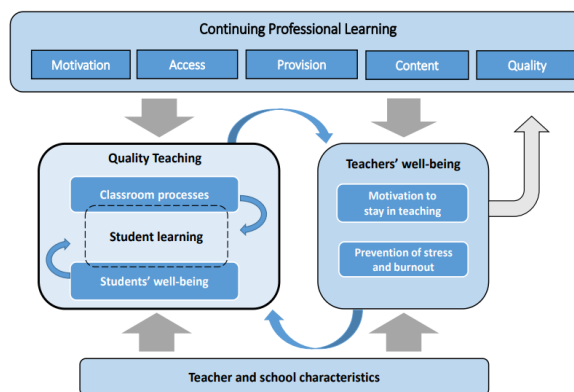 Continuing Professional Learning
Motivation
Access
Provision
Content
Quality
Quality Teaching
Classroom processes
Student learning
Students' well-being
Teachers' well-being
Motivation to
stay in teaching
Prevention of stress
and burnout
Teacher and school characteristics